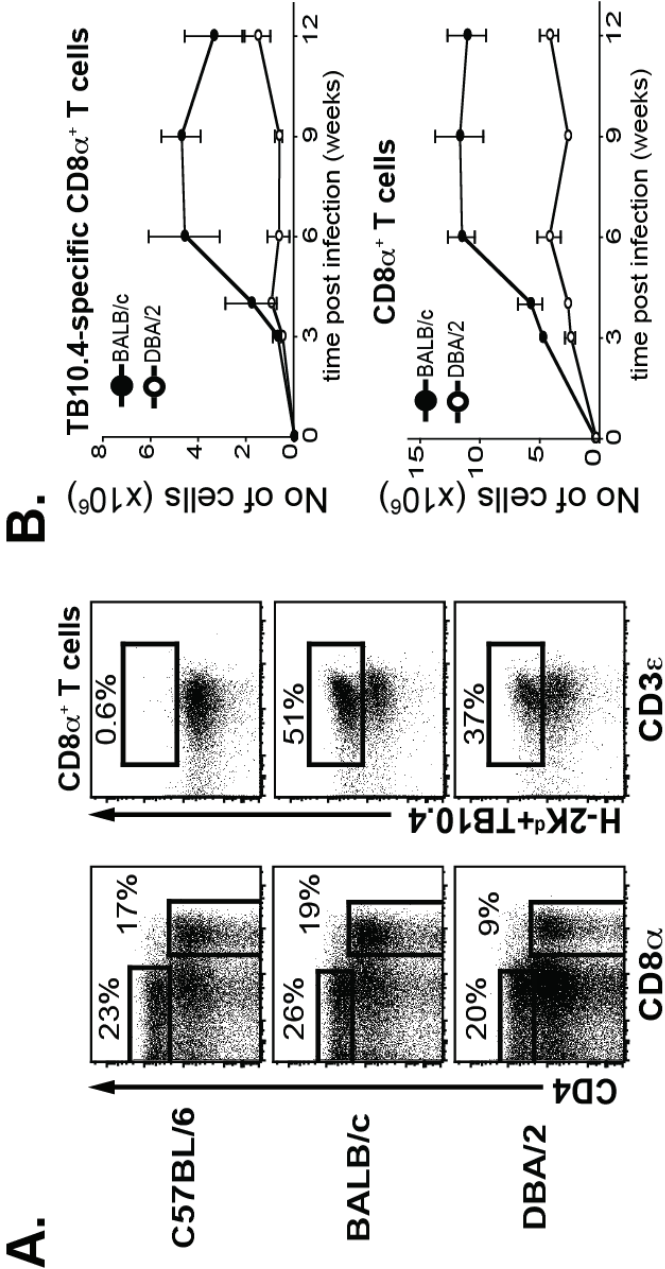 A.
CD8α⁺ T cells
C57BL/6
23%
17%
0.6%
BALB/c
26%
19%
51%
DBA/2
20%
9%
37%
CD4
H-2Kᵈ+TB10.4
CD8α
CD3ε
B.
TB10.4-specific CD8α⁺ T cells
BALB/c
DBA/2
No of cells (x10⁶)
8
6
4
2
0
0
3
6
9
12
time post infection (weeks)
CD8α⁺ T cells
BALB/c
DBA/2
No of cells (x10⁶)
15
10
5
0
0
3
6
9
12
time post infection (weeks)